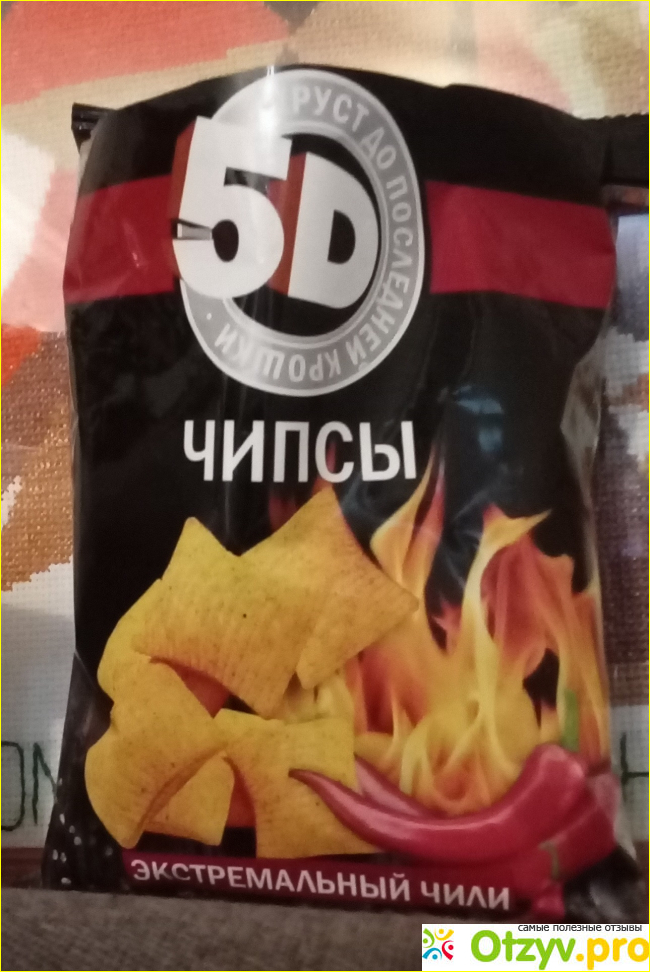 ХРУСТ ДО ПОСЛЕДНЕЙ КРОШКИ
5D
ЧИПСЫ
ЭКСТРЕМАЛЬНЫЙ ЧИЛИ
самые полезные отзывы
Otzyv.pro